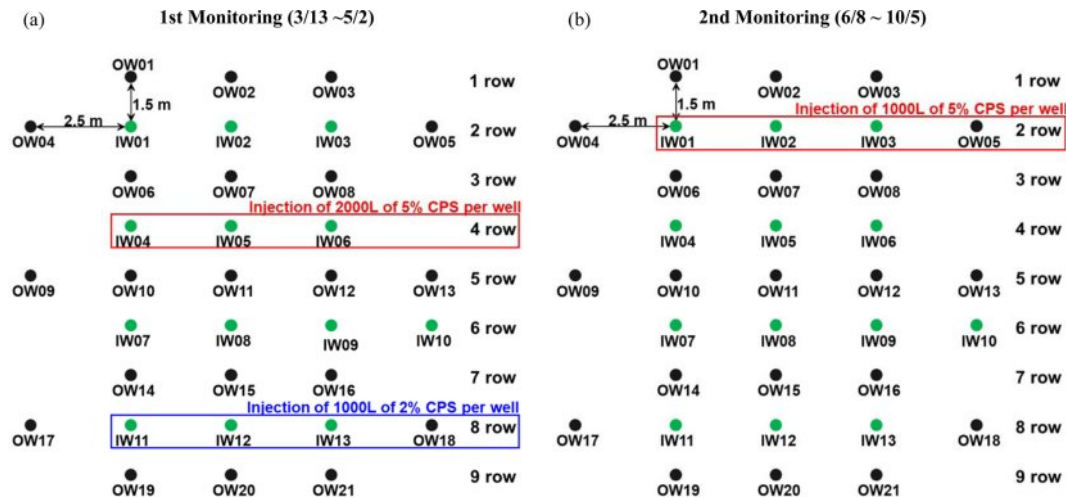 (a) 1st Monitoring (3/13 ~5/2)
OW01
OW02 OW03 1 row
1.5 m
2.5 m
OW04 IW01 IW02 IW03 OW05 2 row
OW06 OW07 OW08 3 row
Injection of 2000L of 5% CPS per well
IW04 IW05 IW06 4 row
OW09 OW10 OW11 OW12 OW13 5 row
IW07 IW08 IW09 IW10 6 row
OW14 OW15 OW16 7 row
Injection of 1000L of 2% CPS per well
OW17 IW11 IW12 IW13 OW18 8 row
OW19 OW20 OW21 9 row
(b) 2nd Monitoring (6/8 ~ 10/5)
OW01
OW02 OW03 1 row
1.5 m
Injection of 1000L of 5% CPS per well
2.5 m
OW04 IW01 IW02 IW03 OW05 2 row
OW06 OW07 OW08 3 row
IW04 IW05 IW06 4 row
OW09 OW10 OW11 OW12 OW13 5 row
IW07 IW08 IW09 IW10 6 row
OW14 OW15 OW16 7 row
OW17 IW11 IW12 IW13 OW18 8 row
OW19 OW20 OW21 9 row